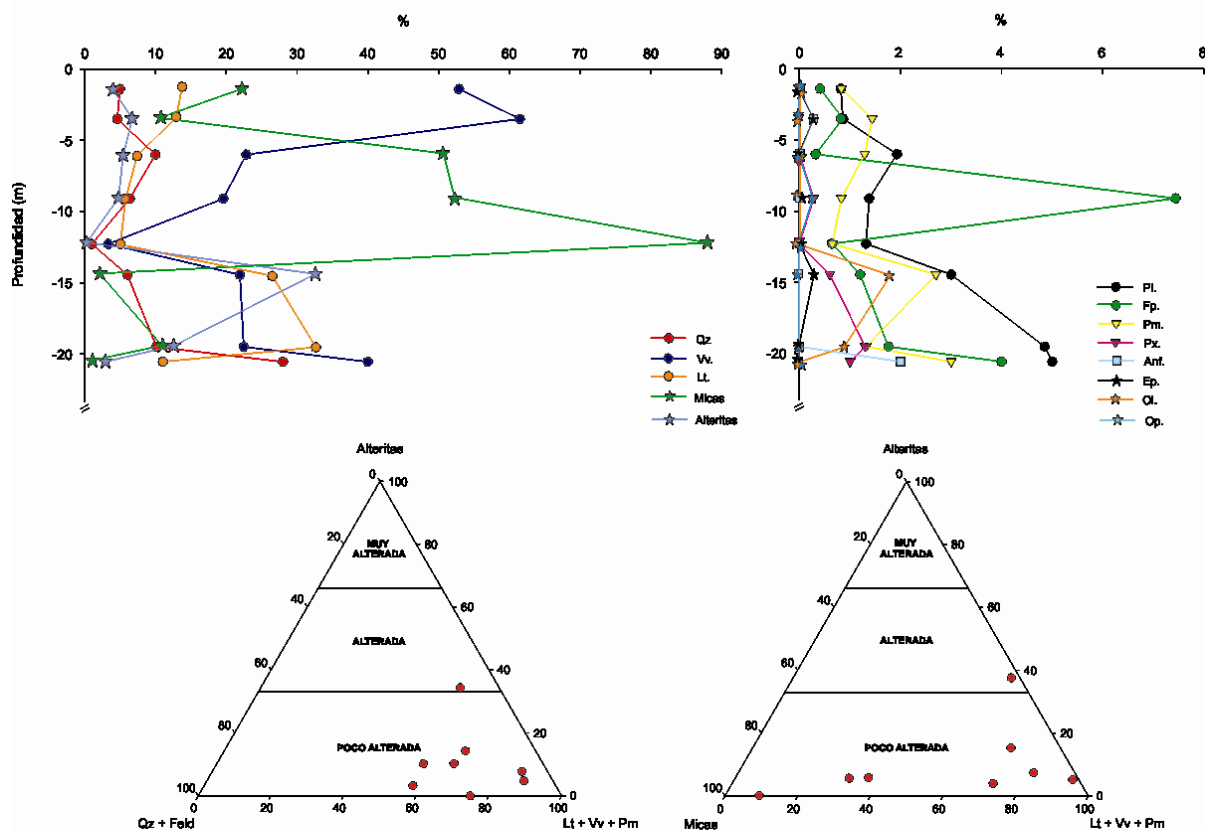 %
0 10 20 30 40 50 60 70 80 90
0
-5
-10
-15
-20
Profundidad (m)
Qz
Vv.
Lt.
Micas
Alteritas
%
0 2 4 6 8
0
-5
-10
-15
-20
Pl.
Fp.
Pm.
Px.
Anf.
Ep.
Ol.
Op.
Alteritas
0 100
20 80
MUY
ALTERADA
40 60
ALTERADA
60 40
80 20
POCO ALTERADA
100 0
0 20 40 60 80 100
Qz + Feld
Lt + Vv + Pm
Alteritas
0 100
20 80
MUY
ALTERADA
40 60
ALTERADA
60 40
80 20
POCO ALTERADA
100 0
0 20 40 60 80 100
Micas
Lt + Vv + Pm